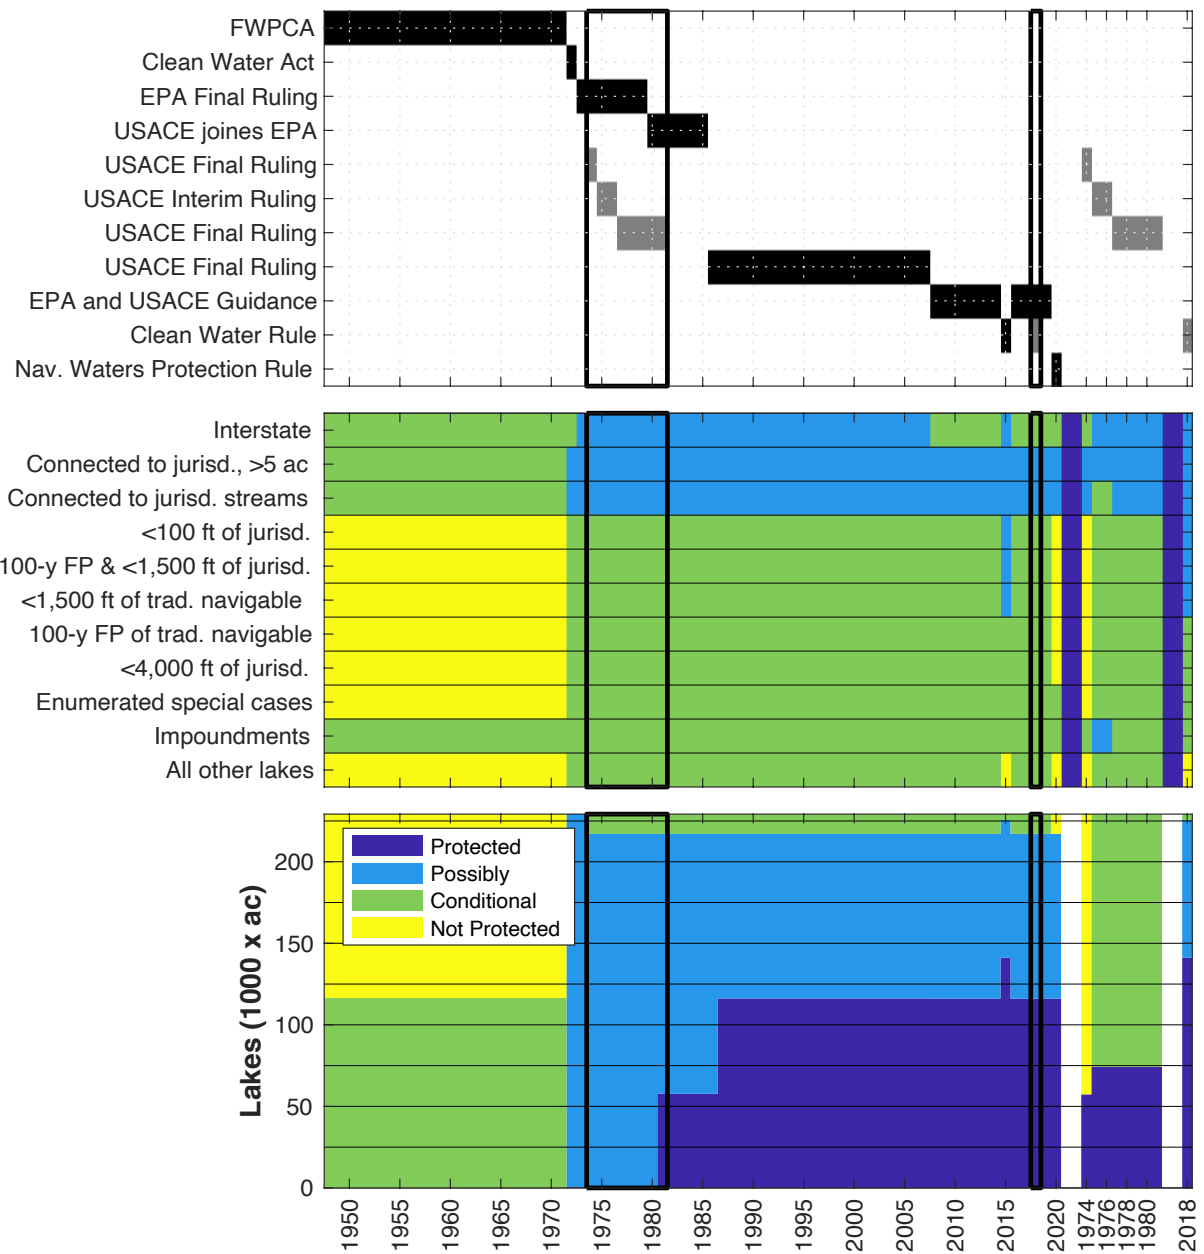 FWPCA
Clean Water Act
EPA Final Ruling
USACE joines EPA
USACE Final Ruling
USACE Interim Ruling
USACE Final Ruling
USACE Final Ruling
EPA and USACE Guidance
Clean Water Rule
Nav. Waters Protection Rule
Interstate
Connected to jurisd., >5 ac
Connected to jurisd. streams
<100 ft of jurisd.
100-y FP & <1,500 ft of jurisd.
<1,500 ft of trad. navigable
100-y FP of trad. navigable
<4,000 ft of jurisd.
Enumerated special cases
Impoundments
All other lakes
Lakes (1000 x ac)
200
150
100
50
0
Protected
Possibly
Conditional
Not Protected
1950 1955 1960 1965 1970 1975 1980 1985 1990 1995 2000 2005 2010 2015 2020 1974 1976 1978 1980 2018